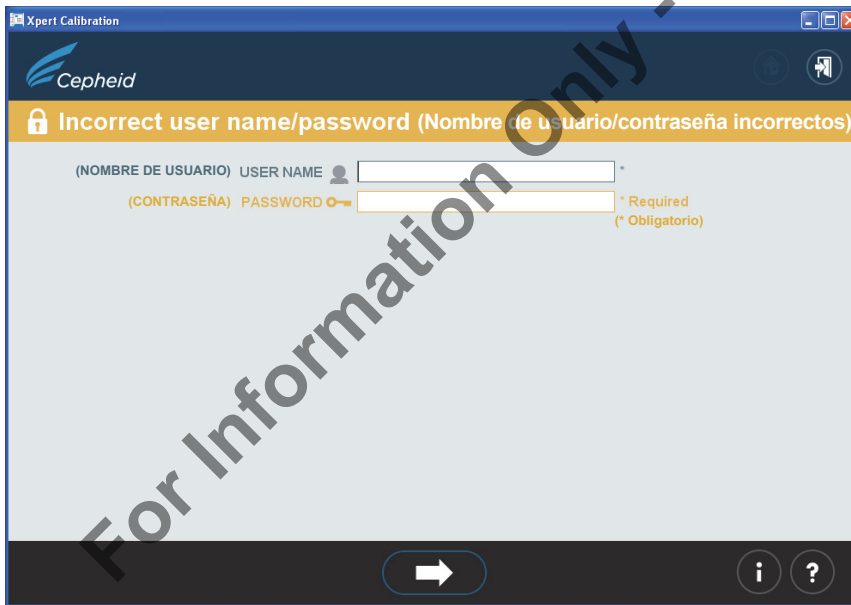 Xpert Calibration
Cepheid
Incorrect user name/password (Nombre de usuario/contraseña incorrectos)
(NOMBRE DE USUARIO) USER NAME *
(CONTRASEÑA) PASSWORD * Required
(* Obligatorio)
For Information Only -
i ?